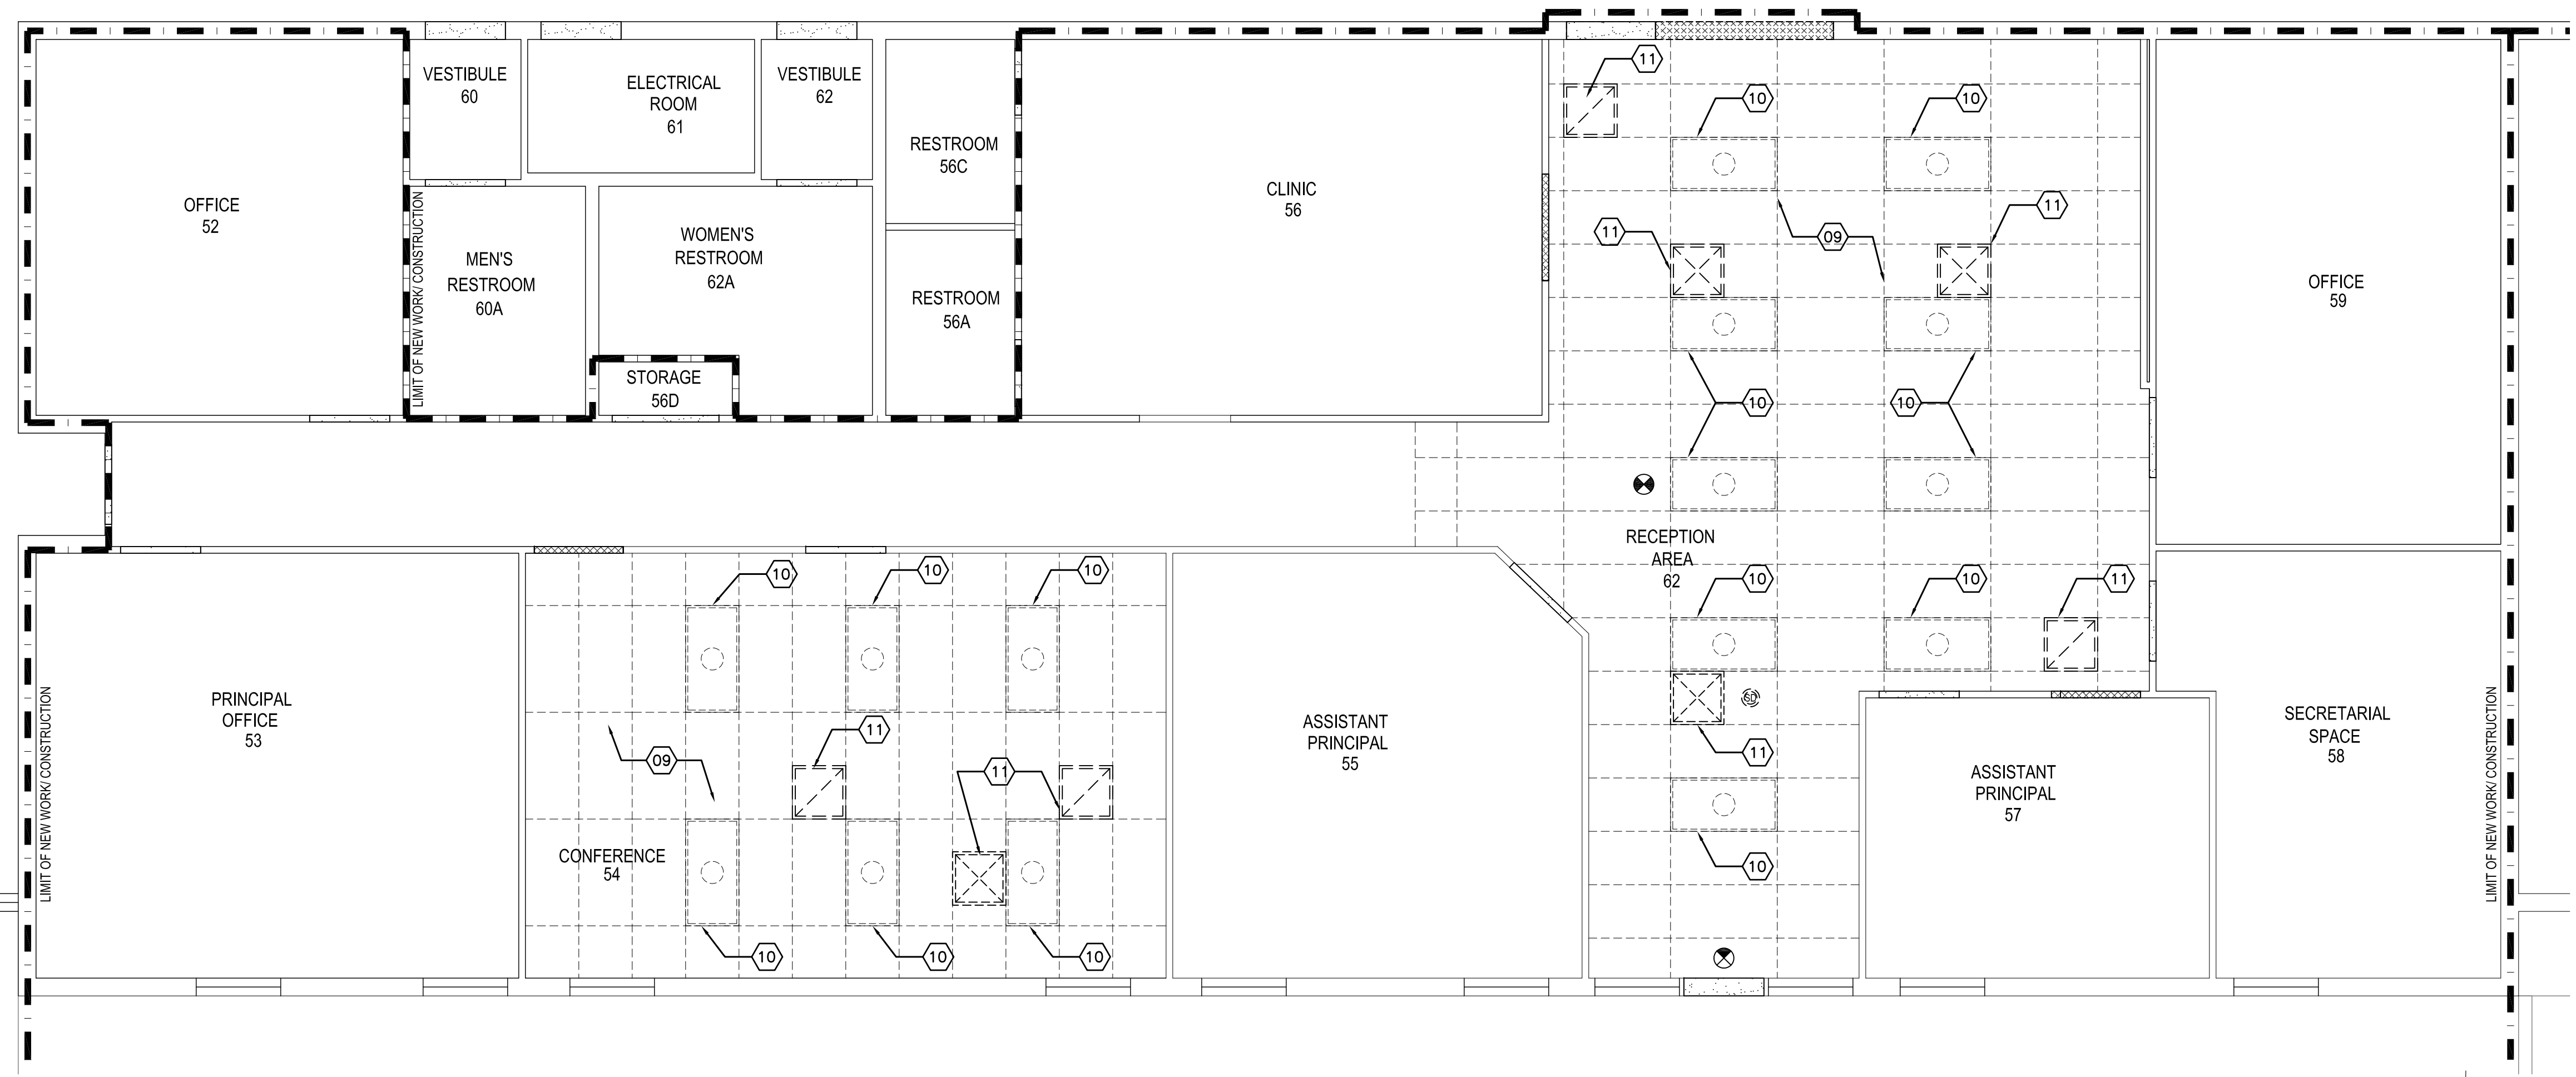 VESTIBULE
60
ELECTRICAL
ROOM
61
VESTIBULE
62
RESTROOM
56C
OFFICE
52
LIMIT OF NEW WORK/ CONSTRUCTION
MEN'S
RESTROOM
60A
WOMEN'S
RESTROOM
62A
RESTROOM
56A
STORAGE
56D
CLINIC
56
11
10
10
11
11
09
10
10
OFFICE
59
RECEPTION
AREA
62
10
10
11
SD
11
10
PRINCIPAL
OFFICE
53
LIMIT OF NEW WORK/ CONSTRUCTION
10
10
10
09
11
11
CONFERENCE
54
10
10
10
ASSISTANT
PRINCIPAL
55
ASSISTANT
PRINCIPAL
57
SECRETARIAL
SPACE
58
LIMIT OF NEW WORK/ CONSTRUCTION